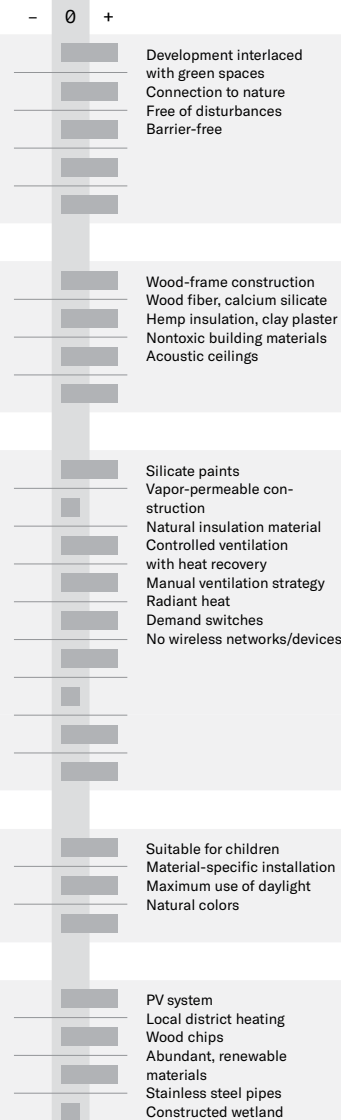 – 0 +
Development interlaced
with green spaces
Connection to nature
Free of disturbances
Barrier-free
Wood-frame construction
Wood fiber, calcium silicate
Hemp insulation, clay plaster
Nontoxic building materials
Acoustic ceilings
Silicate paints
Vapor-permeable con-
struction
Natural insulation material
Controlled ventilation
with heat recovery
Manual ventilation strategy
Radiant heat
Demand switches
No wireless networks/devices
Suitable for children
Material-specific installation
Maximum use of daylight
Natural colors
PV system
Local district heating
Wood chips
Abundant, renewable
materials
Stainless steel pipes
Constructed wetland